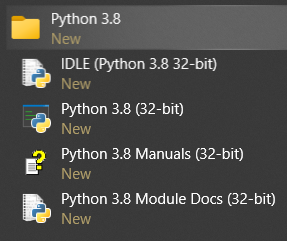 Python 3.8
New
IDLE (Python 3.8 32-bit)
New
Python 3.8 (32-bit)
New
Python 3.8 Manuals (32-bit)
New
Python 3.8 Module Docs (32-bit)
New